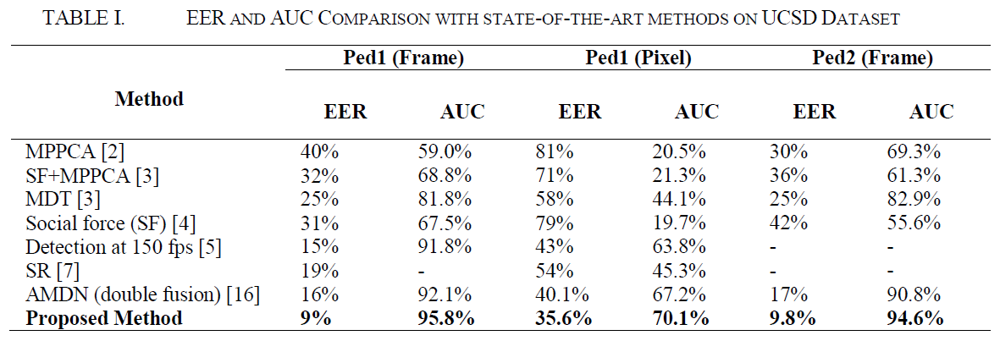 TABLE I. EER AND AUC COMPARISON WITH STATE-OF-THE-ART METHODS ON UCSD DATASET
Method Ped1 (Frame) Ped1 (Pixel) Ped2 (Frame)
EER AUC EER AUC EER AUC
MPPCA [2] 40% 59.0% 81% 20.5% 30% 69.3%
SF+MPPCA [3] 32% 68.8% 71% 21.3% 36% 61.3%
MDT [3] 25% 81.8% 58% 44.1% 25% 82.9%
Social force (SF) [4] 31% 67.5% 79% 19.7% 42% 55.6%
Detection at 150 fps [5] 15% 91.8% 43% 63.8% - -
SR [7] 19% - 54% 45.3% - -
AMDN (double fusion) [16] 16% 92.1% 40.1% 67.2% 17% 90.8%
Proposed Method 9% 95.8% 35.6% 70.1% 9.8% 94.6%